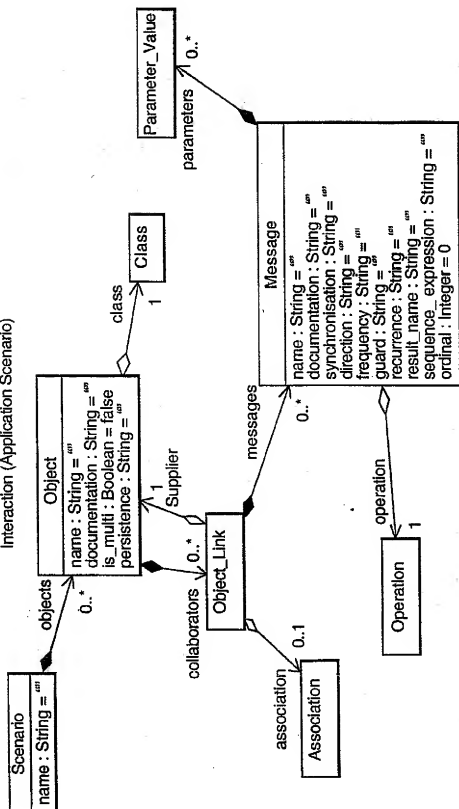 Interaction (Application Scenario)
Scenario
name : String = “”
objects
0..*
Object
name : String = “”
documentation : String = “”
is_multi : Boolean = false
persistence : String = “”
class
1
Class
1
Supplier
collaborators
0..*
Object_Link
association
0..1
Association
messages
0..*
Message
name : String = “”
documentation : String = “”
synchronisation : String = “”
direction : String = “”
frequency : String = “”
guard : String = “”
recurrence : String = “”
result_name : String = “”
sequence_expression : String = “”
ordinal : Integer = 0
parameters
0..*
Parameter_Value
operation
1
Operation